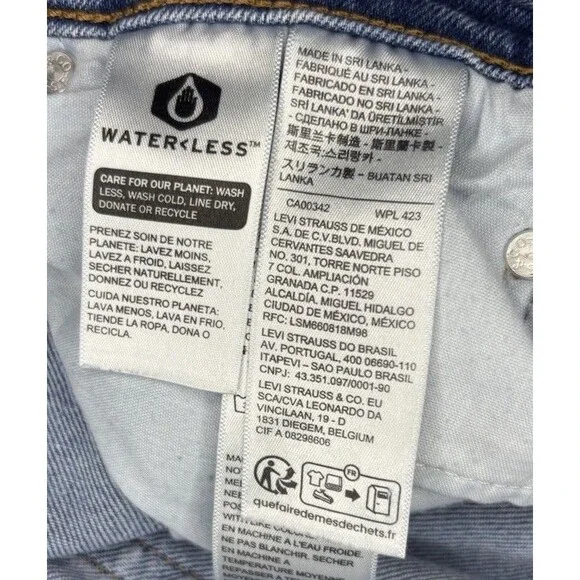 WATER<LESS™
CARE FOR OUR PLANET: WASH
LESS, WASH COLD, LINE DRY,
DONATE OR RECYCLE
PRENEZ SOIN DE NOTRE
PLANETE: LAVEZ MOINS,
LAVEZ A FROID, LAISSEZ
SECHER NATURELLEMENT,
DONNEZ OU RECYCLEZ
CUIDA NUESTRO PLANETA:
LAVA MENOS, LAVA EN FRIO,
TIENDE LA ROPA, DONA O
RECICLA.
MADE IN SRI LANKA -
FABRIQUÉ AU SRI LANKA -
FABRICADO EN SRI LANKA -
FABRICADO NO SRI LANKA -
SRI LANKA' DA ÜRETİLMİŞTİR
- СДЕЛАНО В ШРИ-ЛАНКЕ -
斯里兰卡制造 - 斯里蘭卡製 -
제조국:스리랑카 -
スリランカ製 - BUATAN SRI
LANKA
CA00342 WPL 423
LEVI STRAUSS DE MÉXICO
S.A. DE C.V.BLVD. MIGUEL DE
CERVANTES SAAVEDRA
NO. 301, TORRE NORTE PISO
7 COL. AMPLIACIÓN
GRANADA C.P. 11529
ALCALDÍA. MIGUEL HIDALGO
CIUDAD DE MÉXICO, MÉXICO
RFC: LSM660818M98
LEVI STRAUSS DO BRASIL
AV. PORTUGAL, 400 06690-110
ITAPEVI – SAO PAULO BRASIL
CNPJ: 43.351.097/0001-90
LEVI STRAUSS & CO. EU
SCA/CVA LEONARDO DA
VINCILAAN, 19 - D
1831 DIEGEM, BELGIUM
CIF A 08298606
FR
quefairedemesdechets.fr
EN MACHINE A L'EAU FROIDE.
NE PAS BLANCHIR. SECHER
EN MACHINE A
TEMPERATURE MOYENNE